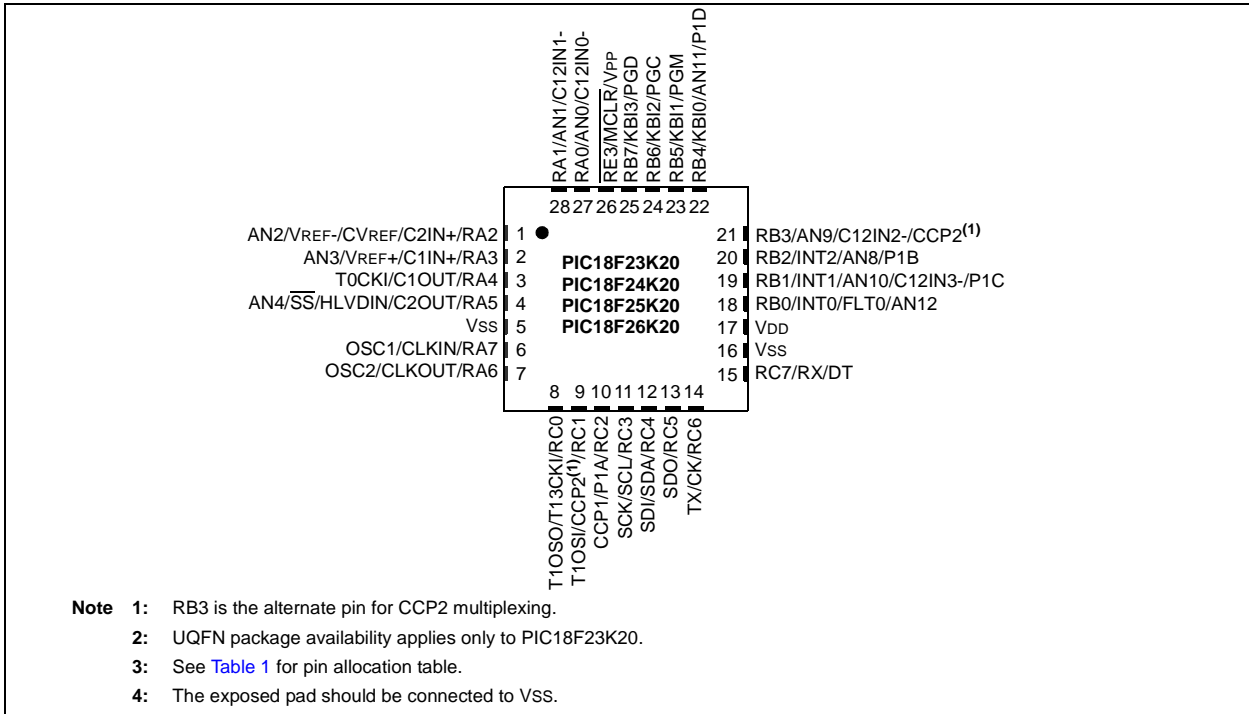 RA1/AN1/C12IN1-
RA0/AN0/C12IN0-
RE3/MCLR/VPP
RB7/KBI3/PGD
RB6/KBI2/PGC
RB5/KBI1/PGM
RB4/KBI0/AN11/P1D
28 27 26 25 24 23 22
AN2/VREF-/CVREF/C2IN+/RA2 1
AN3/VREF+/C1IN+/RA3 2
T0CKI/C1OUT/RA4 3
AN4/SS/HLVDIN/C2OUT/RA5 4
VSS 5
OSC1/CLKIN/RA7 6
OSC2/CLKOUT/RA6 7
PIC18F23K20
PIC18F24K20
PIC18F25K20
PIC18F26K20
21 RB3/AN9/C12IN2-/CCP2(1)
20 RB2/INT2/AN8/P1B
19 RB1/INT1/AN10/C12IN3-/P1C
18 RB0/INT0/FLT0/AN12
17 VDD
16 VSS
15 RC7/RX/DT
8 9 10 11 12 13 14
T1OSO/T13CKI/RC0
T1OSI/CCP2(1)/RC1
CCP1/P1A/RC2
SCK/SCL/RC3
SDI/SDA/RC4
SDO/RC5
TX/CK/RC6
Note 1: RB3 is the alternate pin for CCP2 multiplexing.
2: UQFN package availability applies only to PIC18F23K20.
3: See Table 1 for pin allocation table.
4: The exposed pad should be connected to VSS.